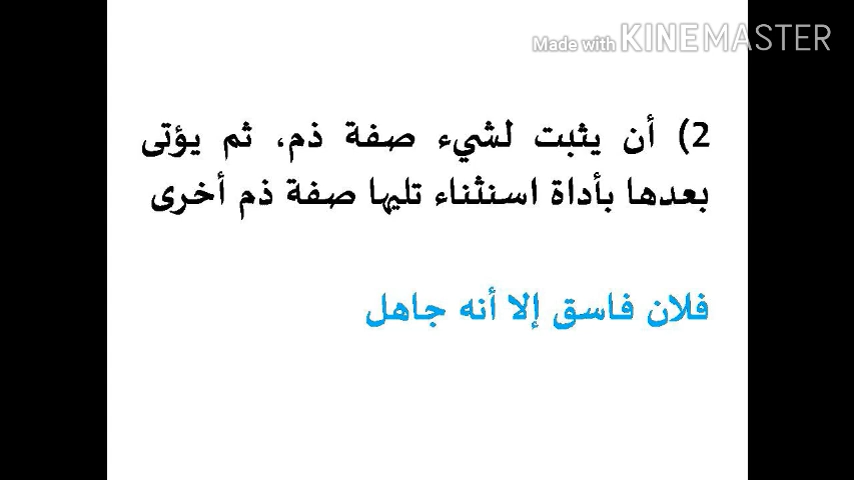 Made with KINEMASTER
2) أن يثبت لشيء صفة ذم، ثم يؤتى
بعدها بأداة اسنثناء تليها صفة ذم أخرى
فلان فاسق إلا أنه جاهل